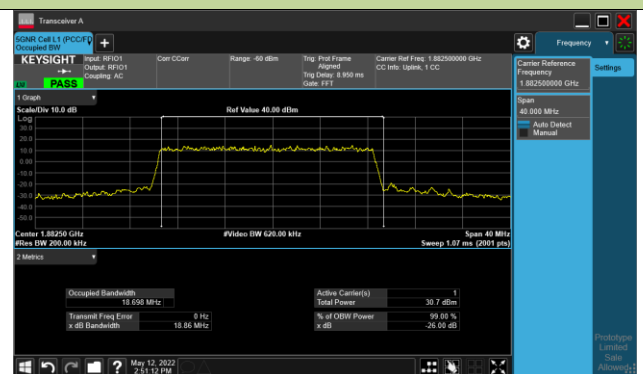 Transceiver A
5GNR Cell L1 (PCC/FD
Occupied BW
KEYSIGHT
LW
PASS
Input: RFIO1
Output: RFIO1
Coupling: AC
Corr CCorr
Range: -60 dBm
Trig: Prot Frame
Aligned
Trig Delay: 8.950 ms
Gate: FFT
Carrier Ref Freq: 1.882500000 GHz
CC Info: Uplink, 1 CC
1 Graph
Scale/Div 10.0 dB
Ref Value 40.00 dBm
Log
30.0
20.0
10.0
0.00
-10.0
-20.0
-30.0
-40.0
-50.0
Center 1.88250 GHz
#Video BW 620.00 kHz
Span 40 MHz
#Res BW 200.00 kHz
Sweep 1.07 ms (2001 pts)
2 Metrics
Occupied Bandwidth
18.698 MHz
Transmit Freq Error 0 Hz
x dB Bandwidth 18.86 MHz
Active Carrier(s) 1
Total Power 30.7 dBm
% of OBW Power 99.00 %
x dB -26.00 dB
May 12, 2022
2:51:12 PM
Frequency
Settings
Carrier Reference
Frequency
1.882500000 GHz
Span
40.000 MHz
Auto Detect
Manual
Prototype
Limited
Sale
Allowed